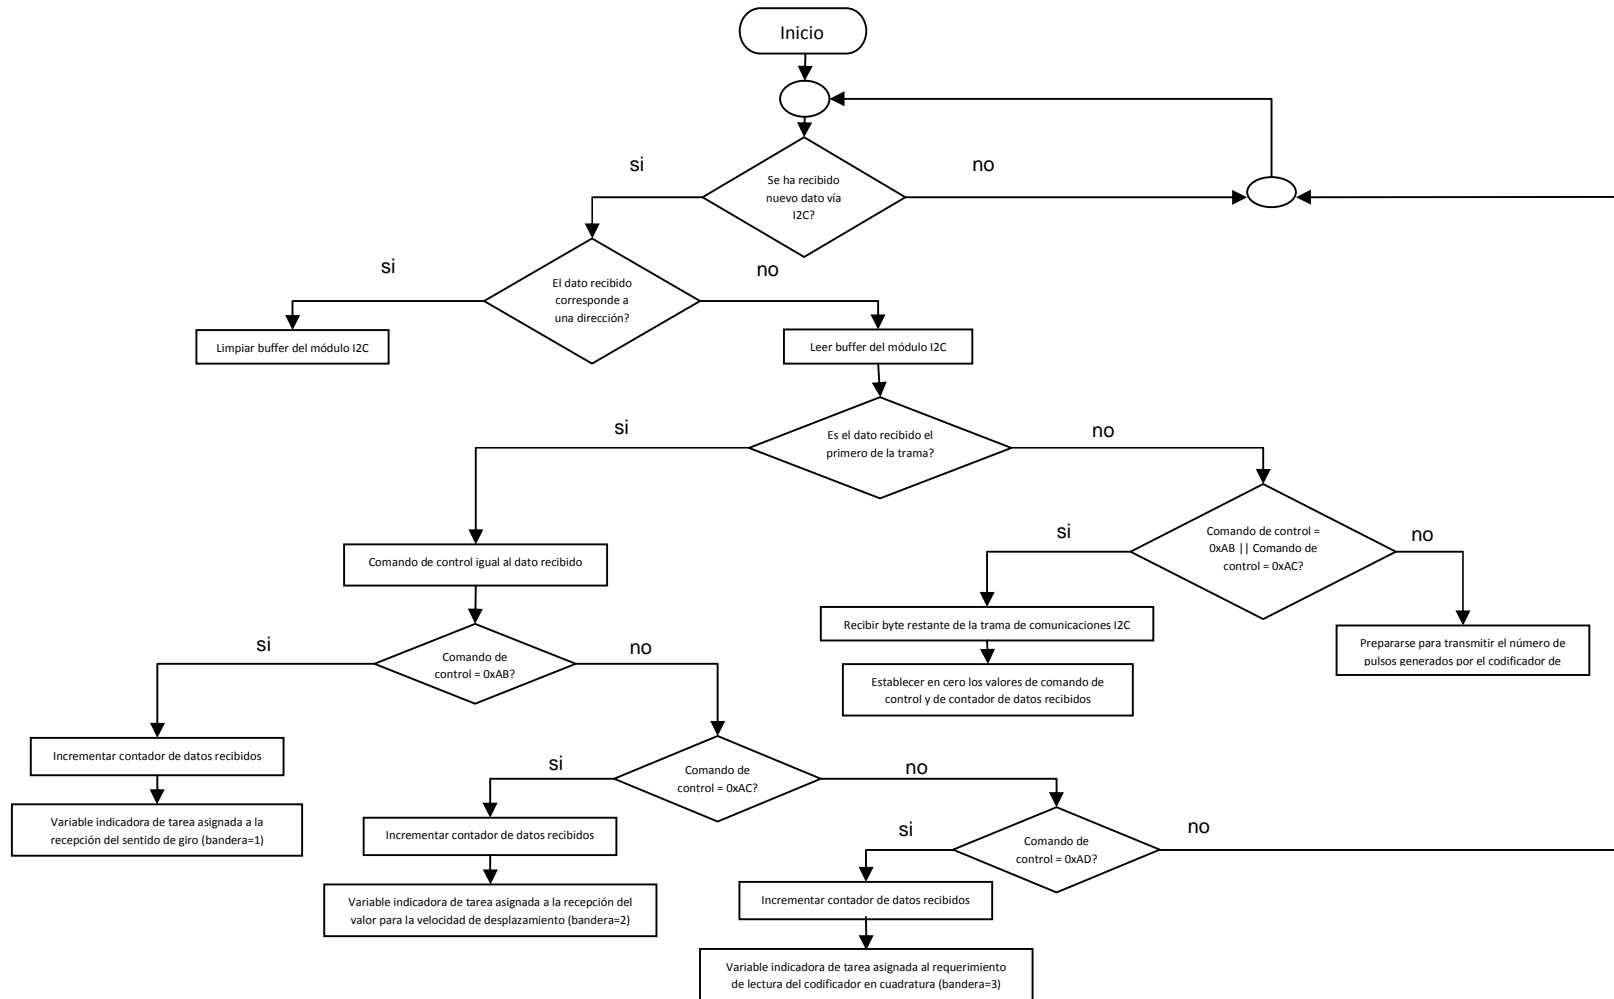 Inicio
si
no
Se ha recibido
nuevo dato vía
I2C?
si
no
El dato recibido
corresponde a
una dirección?
Limpiar buffer del módulo I2C
Leer buffer del módulo I2C
si
no
Es el dato recibido el
primero de la trama?
si
no
Comando de control =
0xAB || Comando de
control = 0xAC?
Comando de control igual al dato recibido
Recibir byte restante de la trama de comunicaciones I2C
Prepararse para transmitir el número de
pulsos generados por el codificador de
si
no
Comando de
control = 0xAB?
Establecer en cero los valores de comando de
control y de contador de datos recibidos
Incrementar contador de datos recibidos
si
no
Comando de
control = 0xAC?
Variable indicadora de tarea asignada a la
recepción del sentido de giro (bandera=1)
Incrementar contador de datos recibidos
si
no
Comando de
control = 0xAD?
Variable indicadora de tarea asignada a la recepción del
valor para la velocidad de desplazamiento (bandera=2)
Incrementar contador de datos recibidos
Variable indicadora de tarea asignada al requerimiento
de lectura del codificador en cuadratura (bandera=3)